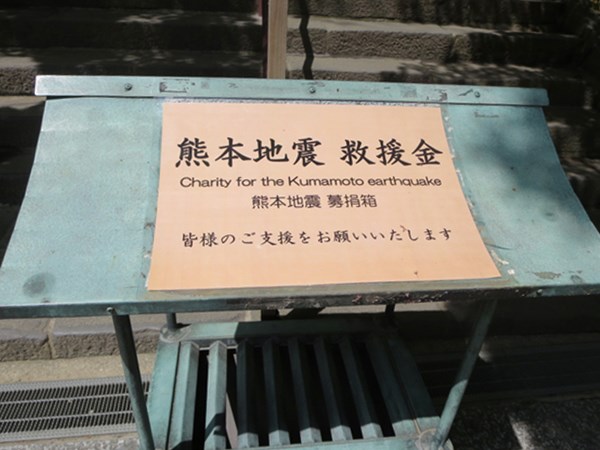 熊本地震 救援金
Charity for the Kumamoto earthquake
熊本地震 募捐箱
皆様のご支援をお願いいたします